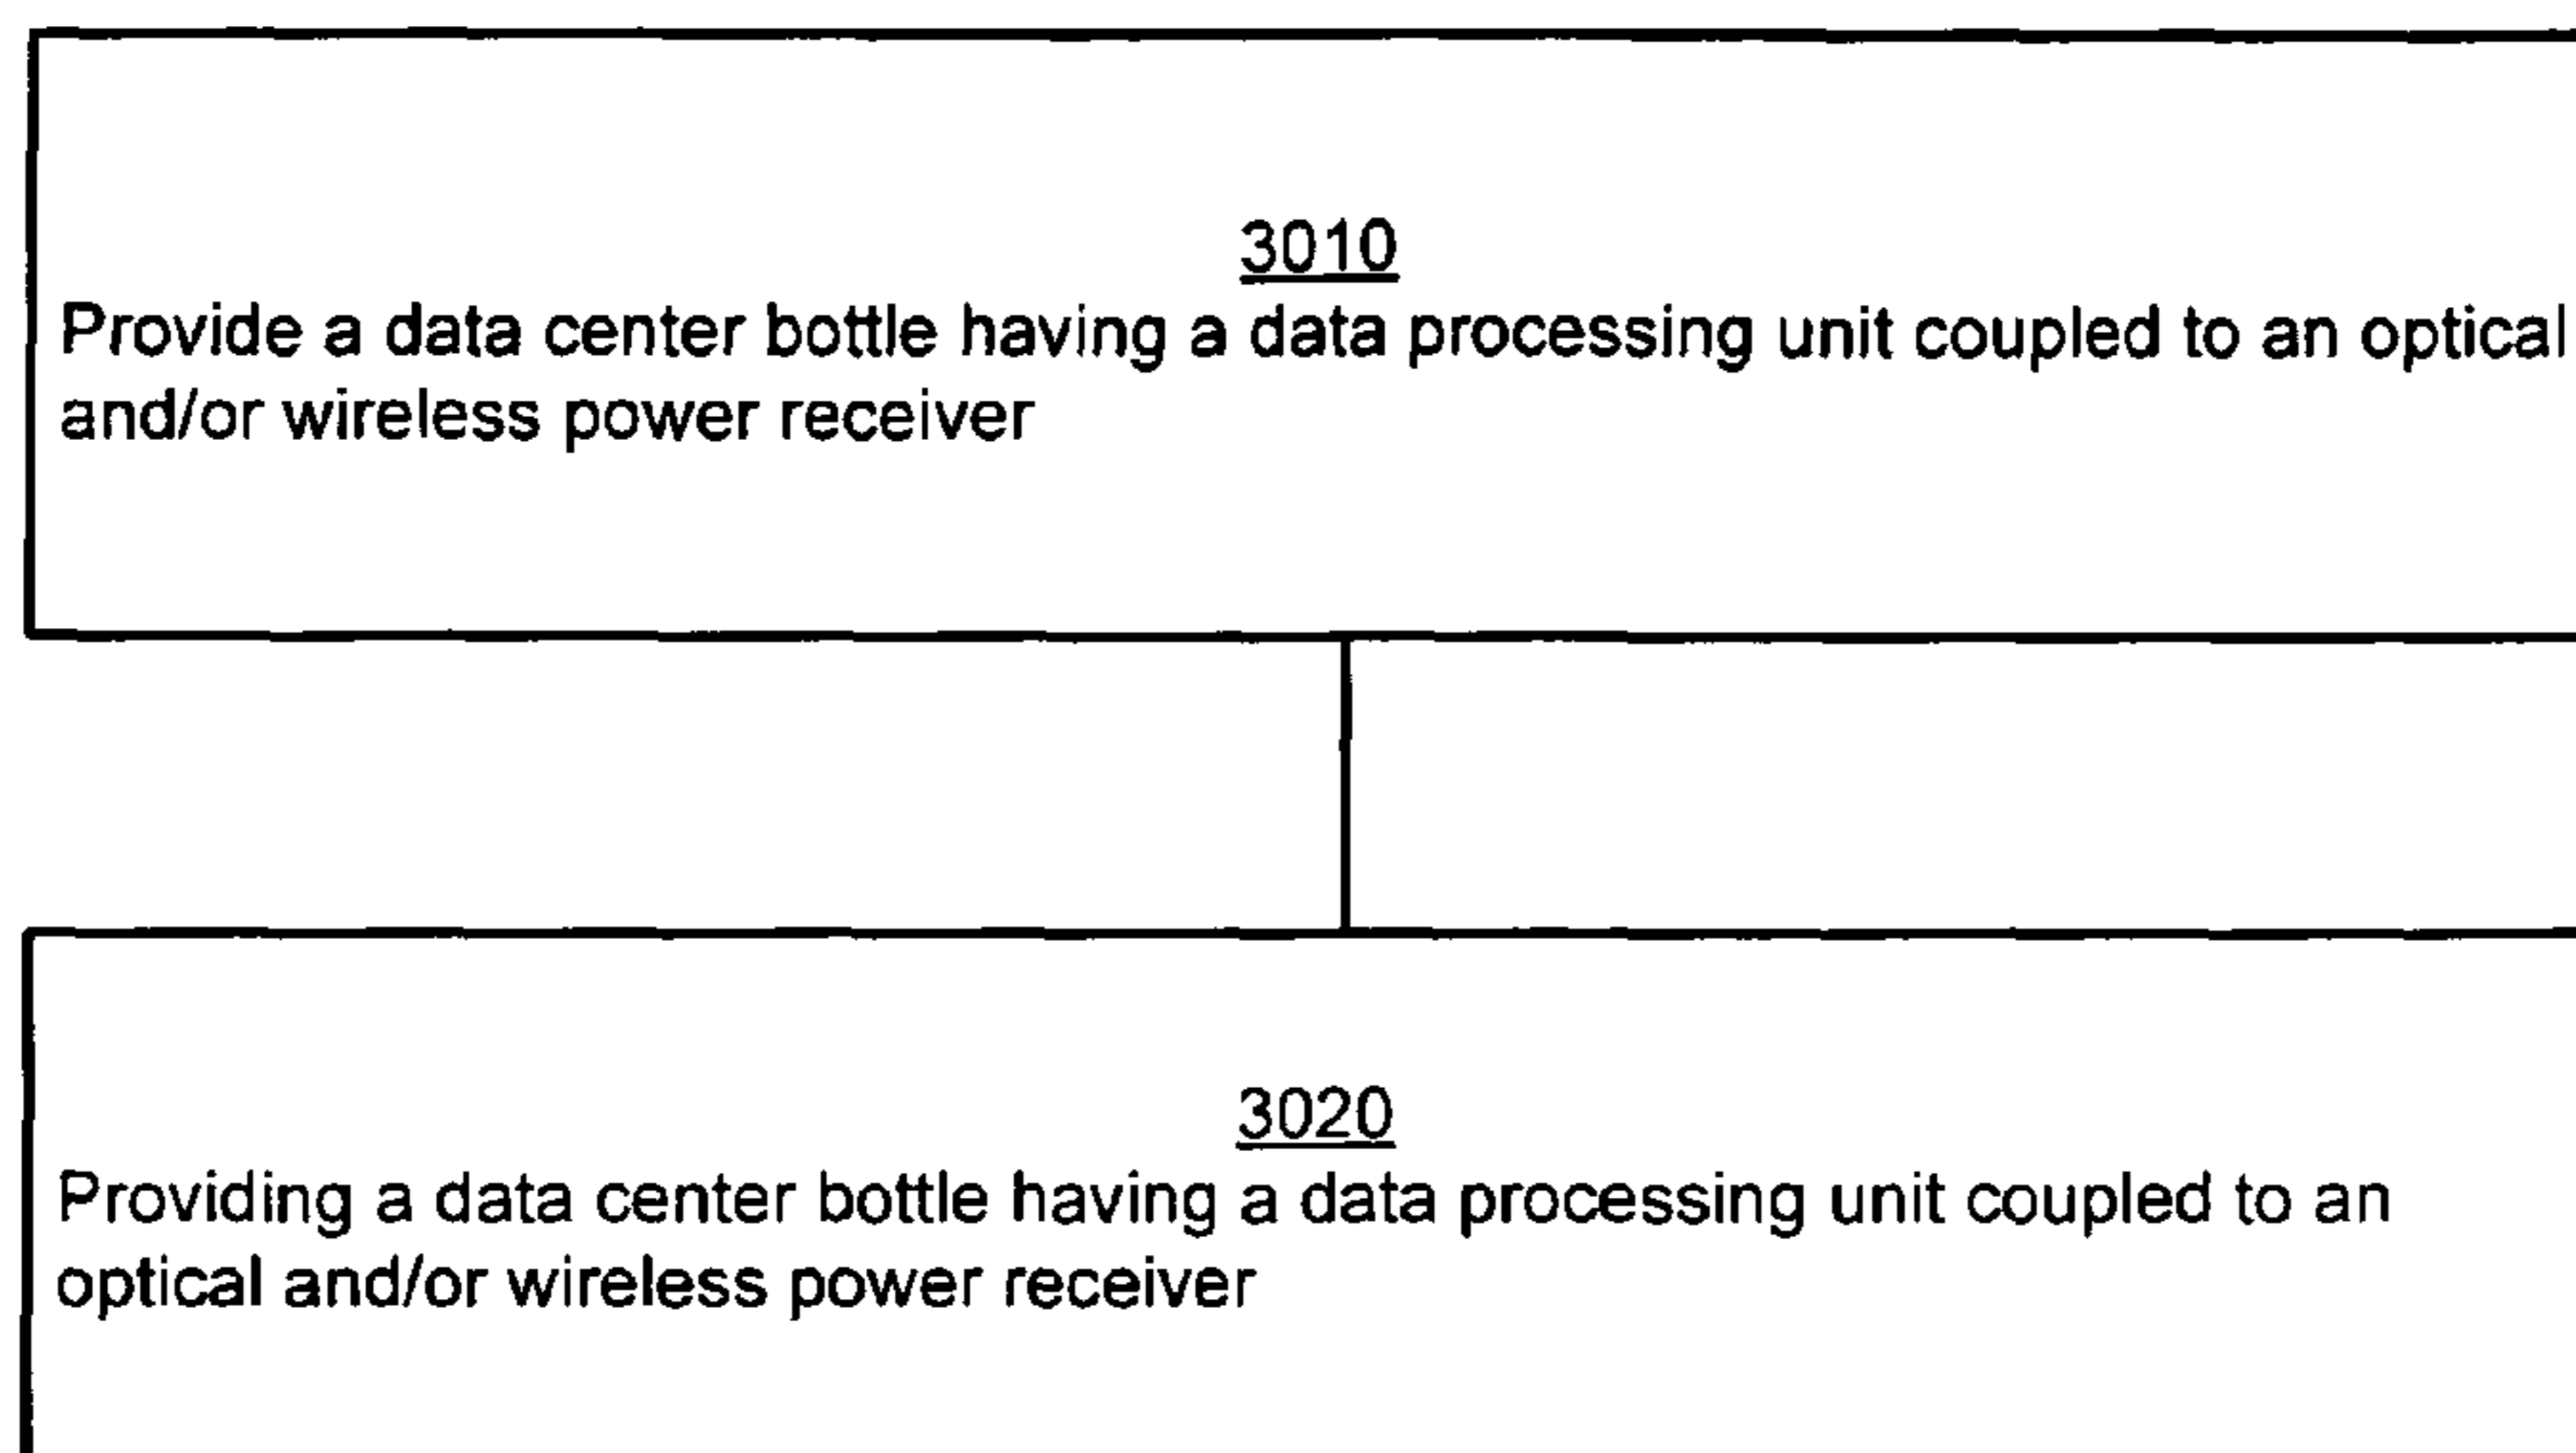 3010
Provide a data center bottle having a data processing unit coupled to an optical
and/or wireless power receiver
3020
Providing a data center bottle having a data processing unit coupled to an
optical and/or wireless power receiver